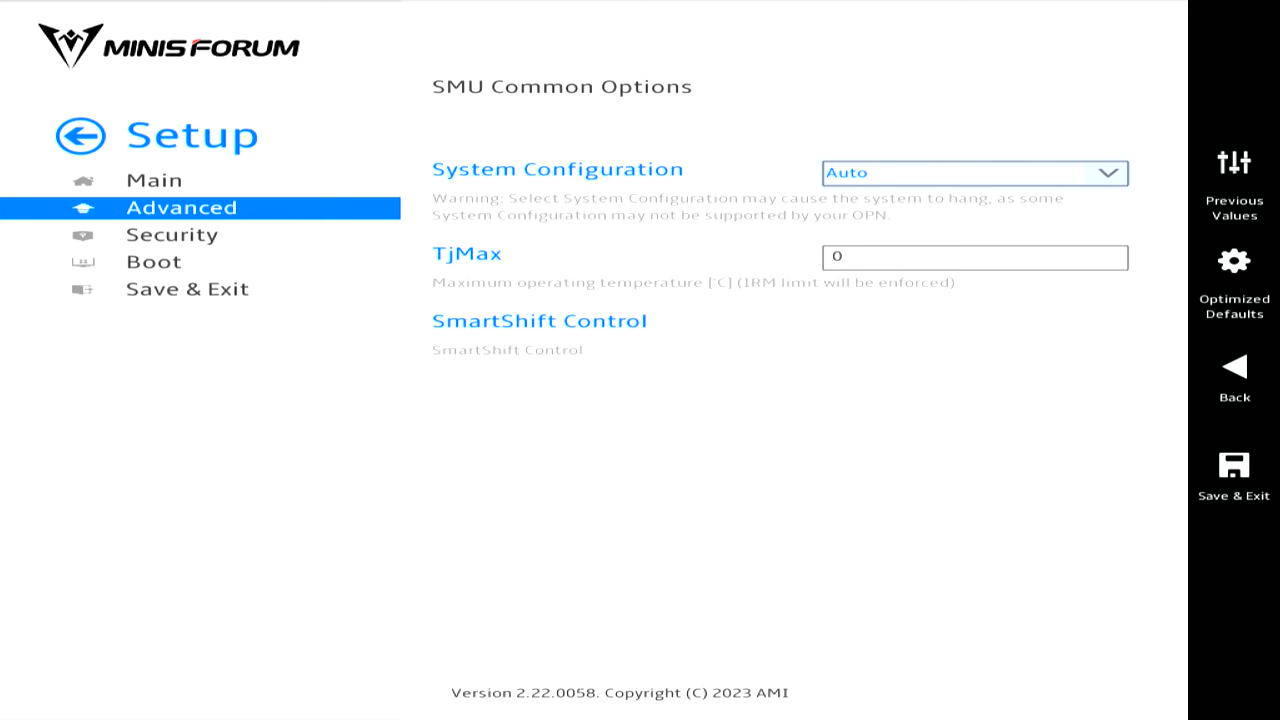 MINISFORUM
SMU Common Options
Setup
Main
Advanced
Security
Boot
Save & Exit
System Configuration
Auto
Warning: Select System Configuration may cause the system to hang, as some
System Configuration may not be supported by your OPN.
TjMax
0
Maximum operating temperature [°C] (IRM limit will be enforced)
SmartShift Control
SmartShift Control
Previous
Values
Optimized
Defaults
Back
Save & Exit
Version 2.22.0058. Copyright (C) 2023 AMI